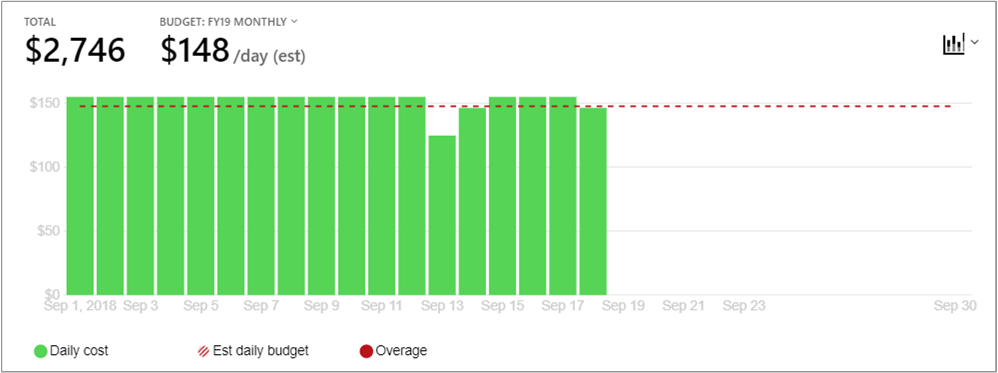 TOTAL
BUDGET: FY19 MONTHLY
$2,746
$148 /day (est)
$150
$100
$50
$0
Sep 1, 2018 Sep 3 Sep 5 Sep 7 Sep 9 Sep 11 Sep 13 Sep 15 Sep 17 Sep 19 Sep 21 Sep 23 Sep 30
Daily cost Est daily budget Overage